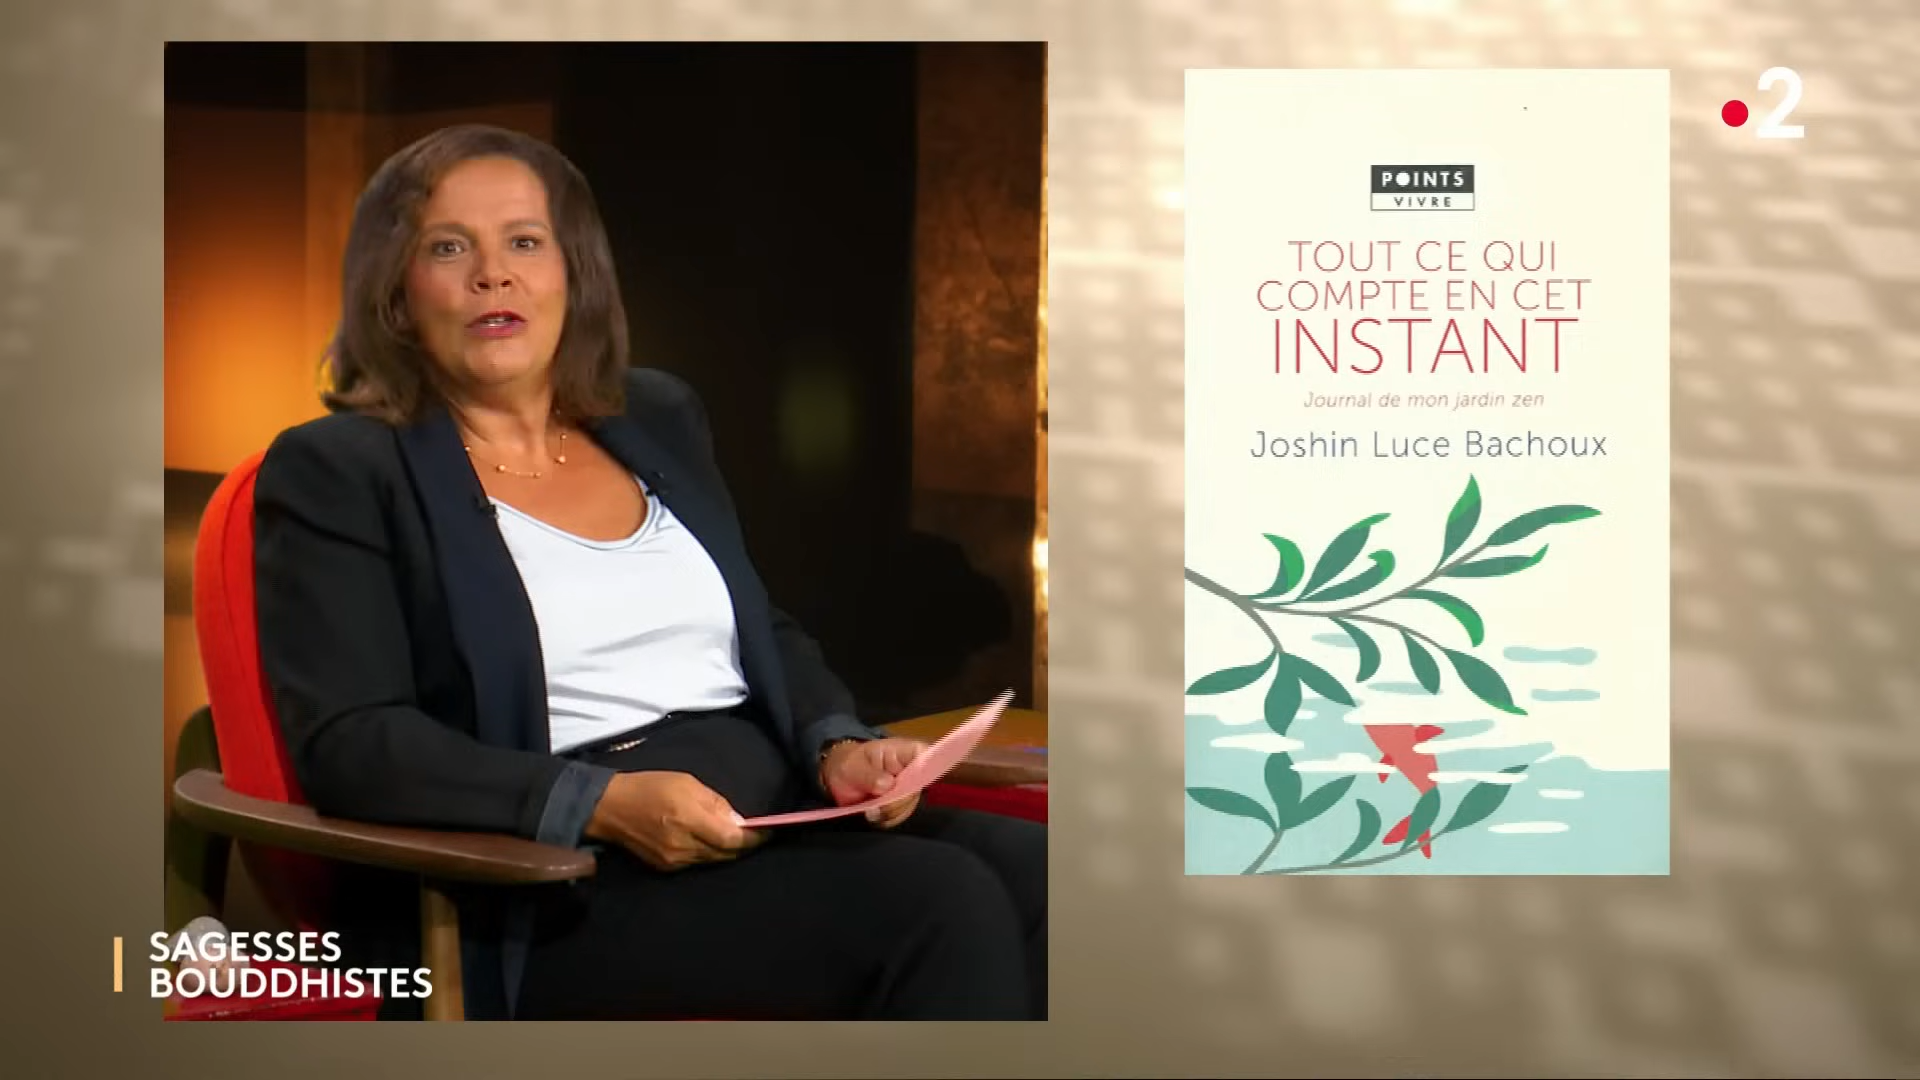 2
POINTS
VIVRE
TOUT CE QUI
COMPTE EN CET
INSTANT
Journal de mon jardin zen
Joshin Luce Bachoux
SAGESSES
BOUDDHISTES